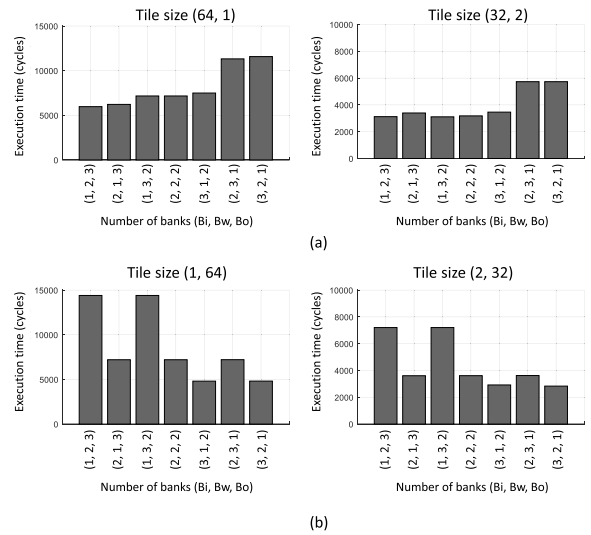 Tile size (64, 1)
Execution time (cycles)
15000
10000
5000
0
(1, 2, 3)
(2, 1, 3)
(1, 3, 2)
(2, 2, 2)
(3, 1, 2)
(2, 3, 1)
(3, 2, 1)
Number of banks (Bi, Bw, Bo)
Tile size (32, 2)
Execution time (cycles)
10000
8000
6000
4000
2000
0
(1, 2, 3)
(2, 1, 3)
(1, 3, 2)
(2, 2, 2)
(3, 1, 2)
(2, 3, 1)
(3, 2, 1)
Number of banks (Bi, Bw, Bo)
(a)
Tile size (1, 64)
Execution time (cycles)
15000
10000
5000
0
(1, 2, 3)
(2, 1, 3)
(1, 3, 2)
(2, 2, 2)
(3, 1, 2)
(2, 3, 1)
(3, 2, 1)
Number of banks (Bi, Bw, Bo)
Tile size (2, 32)
Execution time (cycles)
10000
8000
6000
4000
2000
0
(1, 2, 3)
(2, 1, 3)
(1, 3, 2)
(2, 2, 2)
(3, 1, 2)
(2, 3, 1)
(3, 2, 1)
Number of banks (Bi, Bw, Bo)
(b)